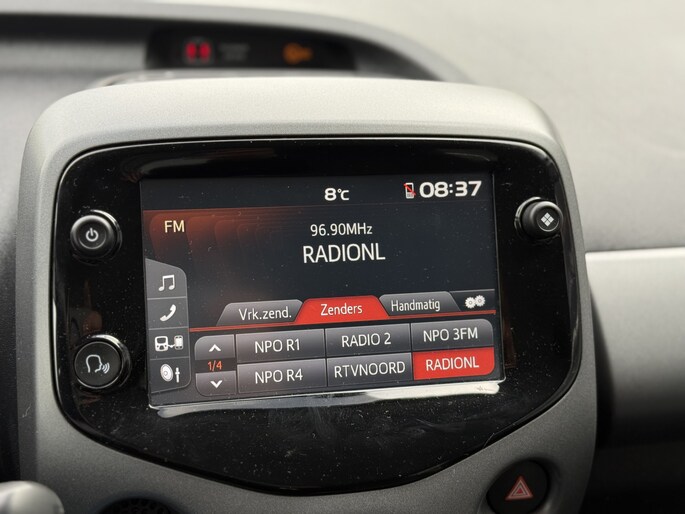 8°C
08:37
FM
96.90MHz
RADIONL
Vrk.zend.
Zenders
Handmatig
1/4
NPO R1
RADIO 2
NPO 3FM
NPO R4
RTVNOORD
RADIONL